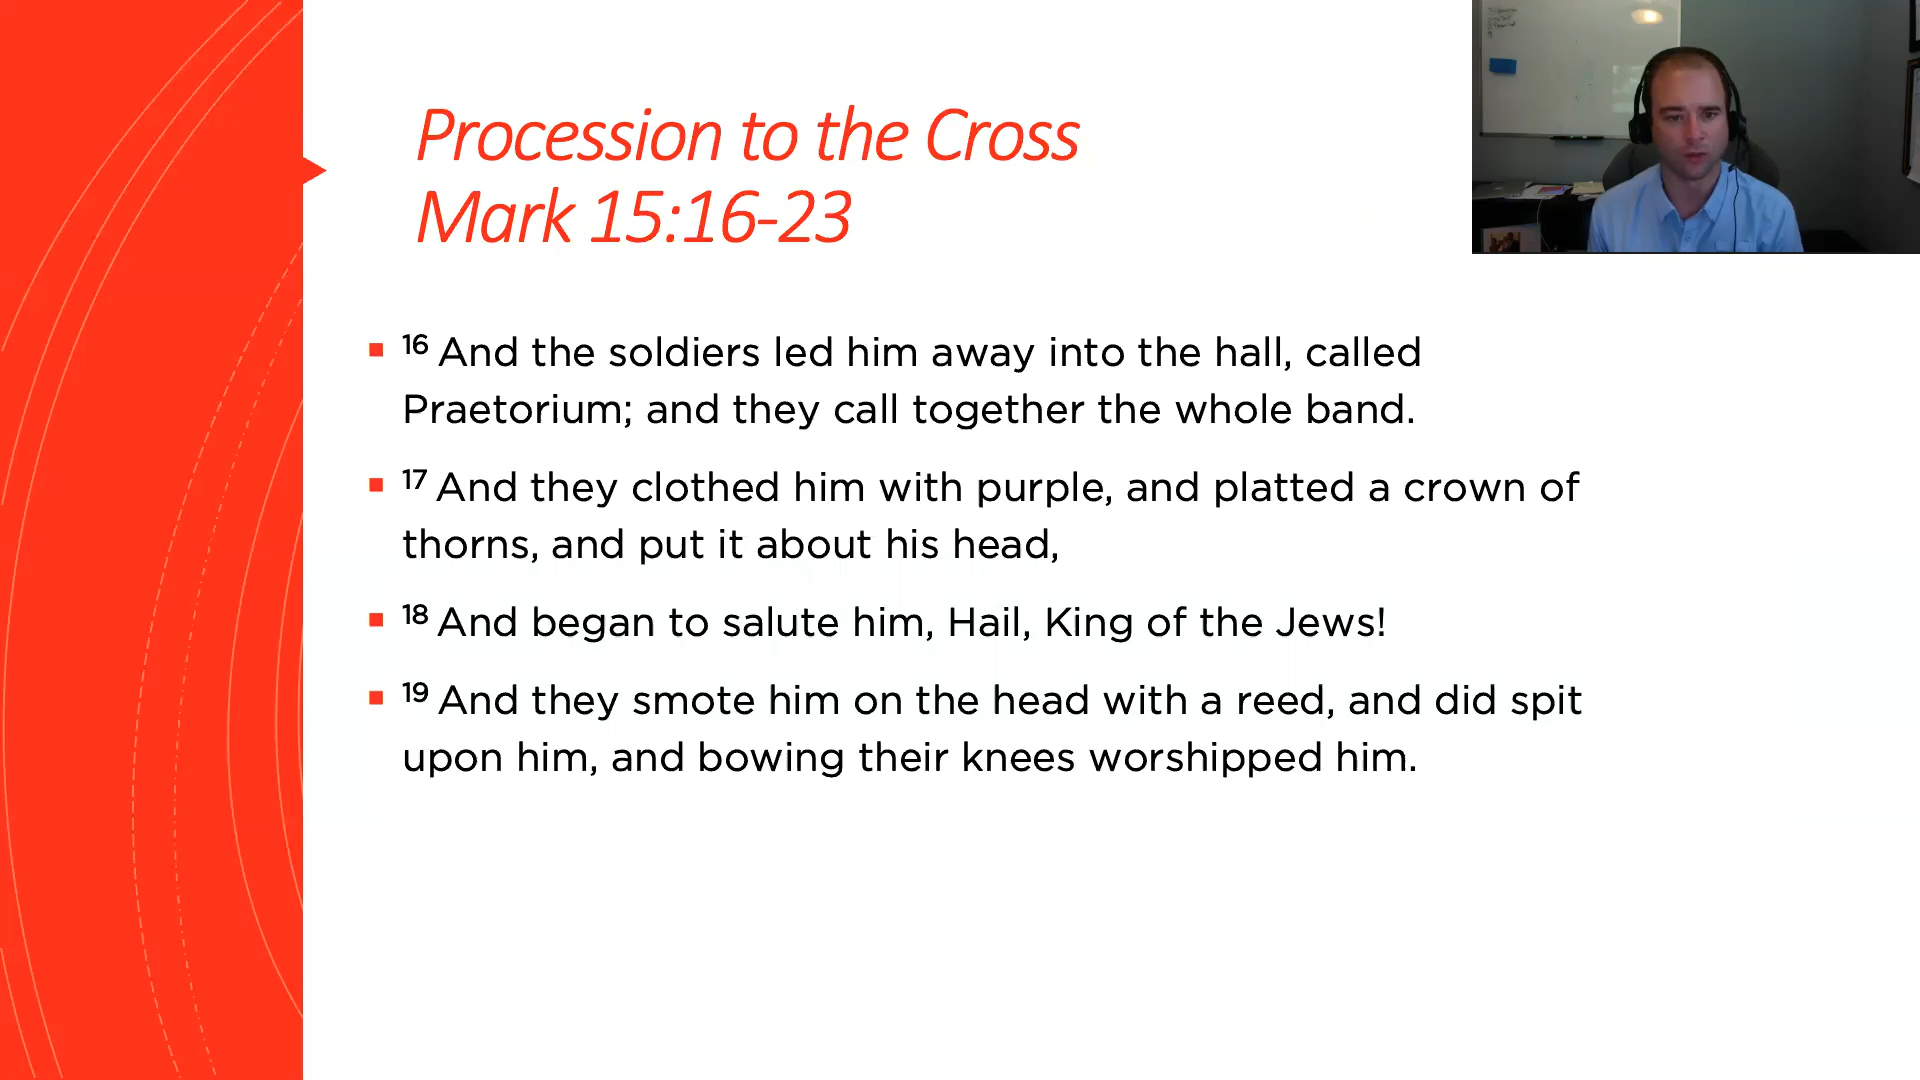 Procession to the Cross
Mark 15:16-23
16 And the soldiers led him away into the hall, called
Praetorium; and they call together the whole band.
17 And they clothed him with purple, and platted a crown of
thorns, and put it about his head,
18 And began to salute him, Hail, King of the Jews!
19 And they smote him on the head with a reed, and did spit
upon him, and bowing their knees worshipped him.